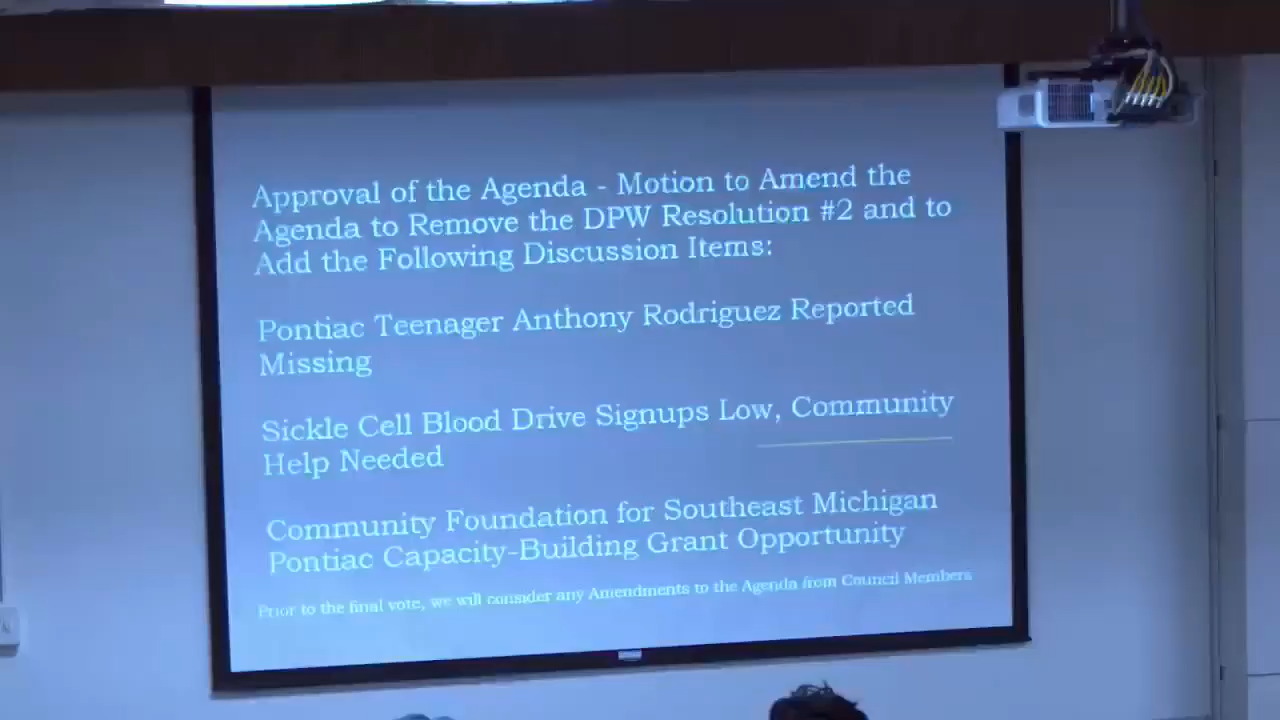 Approval of the Agenda - Motion to Amend the
Agenda to Remove the DPW Resolution #2 and to
Add the Following Discussion Items:
Pontiac Teenager Anthony Rodriguez Reported
Missing
Sickle Cell Blood Drive Signups Low, Community
Help Needed
Community Foundation for Southeast Michigan
Pontiac Capacity-Building Grant Opportunity
Prior to the final vote, we will consider any Amendments to the Agenda from Council Members